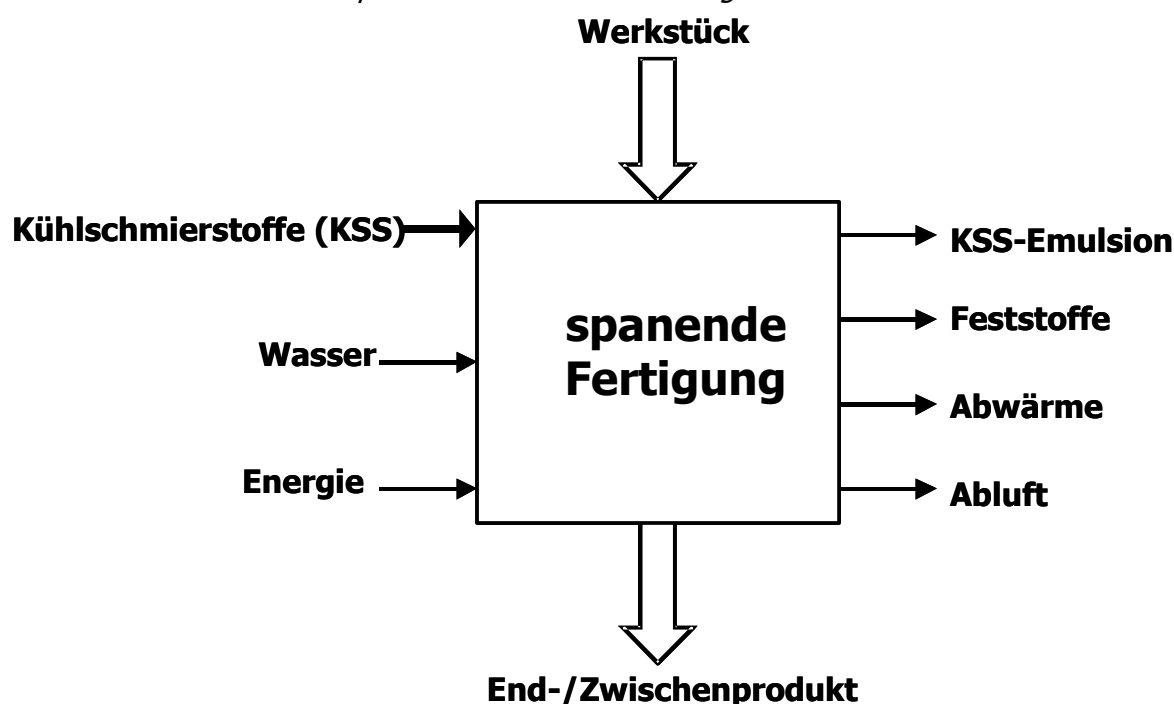 Werkstück
Kühlschmierstoffe (KSS)
KSS-Emulsion
spanende
Fertigung
Feststoffe
Wasser
Abwärme
Energie
Abluft
End-/Zwischenprodukt